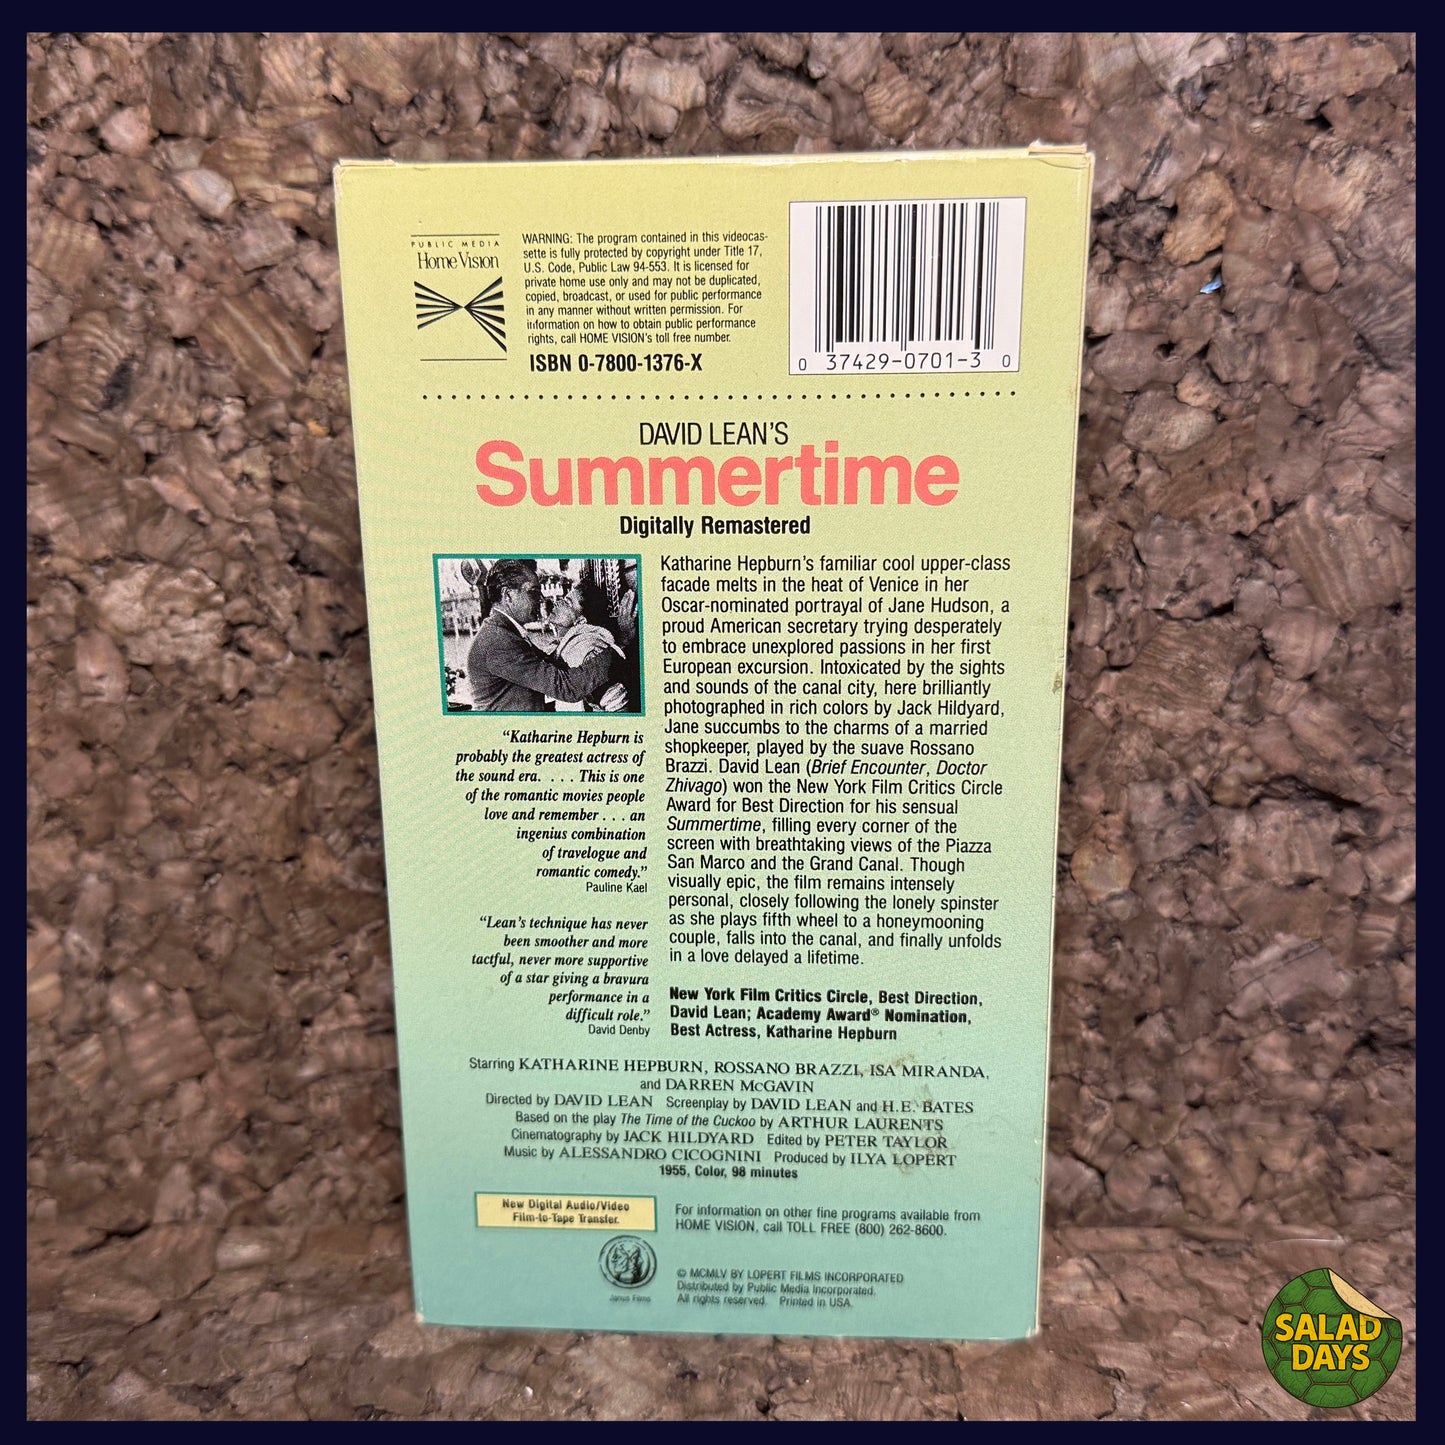 PUBLIC MEDIA
Home Vision
WARNING: The program contained in this videocas-
sette is fully protected by copyright under Title 17,
U.S. Code, Public Law 94-553. It is licensed for
private home use only and may not be duplicated,
copied, broadcast, or used for public performance
in any manner without written permission. For
information on how to obtain public performance
rights, call HOME VISION's toll free number.
ISBN 0-7800-1376-X
0 37429-0701-3 0
DAVID LEAN'S
Summertime
Digitally Remastered
Katharine Hepburn's familiar cool upper-class
facade melts in the heat of Venice in her
Oscar-nominated portrayal of Jane Hudson, a
proud American secretary trying desperately
to embrace unexplored passions in her first
European excursion. Intoxicated by the sights
and sounds of the canal city, here brilliantly
photographed in rich colors by Jack Hildyard,
Jane succumbs to the charms of a married
shopkeeper, played by the suave Rossano
Brazzi. David Lean (Brief Encounter, Doctor
Zhivago) won the New York Film Critics Circle
Award for Best Direction for his sensual
Summertime, filling every corner of the
screen with breathtaking views of the Piazza
San Marco and the Grand Canal. Though
visually epic, the film remains intensely
personal, closely following the lonely spinster
as she plays fifth wheel to a honeymooning
couple, falls into the canal, and finally unfolds
in a love delayed a lifetime.
"Katharine Hepburn is
probably the greatest actress of
the sound era. . . . This is one
of the romantic movies people
love and remember . . . an
ingenius combination
of travelogue and
romantic comedy."
Pauline Kael
"Lean's technique has never
been smoother and more
tactful, never more supportive
of a star giving a bravura
performance in a
difficult role."
David Denby
New York Film Critics Circle, Best Direction,
David Lean; Academy Award® Nomination,
Best Actress, Katharine Hepburn
Starring KATHARINE HEPBURN, ROSSANO BRAZZI, ISA MIRANDA,
and DARREN McGAVIN
Directed by DAVID LEAN Screenplay by DAVID LEAN and H.E. BATES
Based on the play The Time of the Cuckoo by ARTHUR LAURENTS
Cinematography by JACK HILDYARD Edited by PETER TAYLOR
Music by ALESSANDRO CICOGNINI Produced by ILYA LOPERT
1955, Color, 98 minutes
New Digital Audio/Video
Film-to-Tape Transfer.
For information on other fine programs available from
HOME VISION, call TOLL FREE (800) 262-8600.
Janus Films
© MCMLV BY LOPERT FILMS INCORPORATED
Distributed by Public Media Incorporated.
All rights reserved. Printed in USA.
SALAD
DAYS